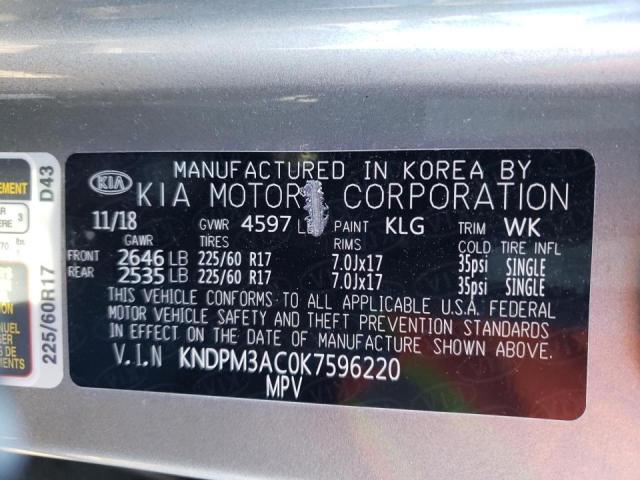 KIA
MANUFACTURED IN KOREA BY
KIA MOTORS CORPORATION
11/18 GVWR 4597 LB PAINT KLG TRIM WK
GAWR TIRES RIMS COLD TIRE INFL
FRONT 2646 LB 225/60 R17 7.0Jx17 35psi SINGLE
REAR 2535 LB 225/60 R17 7.0Jx17 35psi SINGLE
THIS VEHICLE CONFORMS TO ALL APPLICABLE U.S.A. FEDERAL
MOTOR VEHICLE SAFETY AND THEFT PREVENTION STANDARDS
IN EFFECT ON THE DATE OF MANUFACTURE SHOWN ABOVE.
V.I.N KNDPM3AC0K7596220
MPV
225/60R17 D43